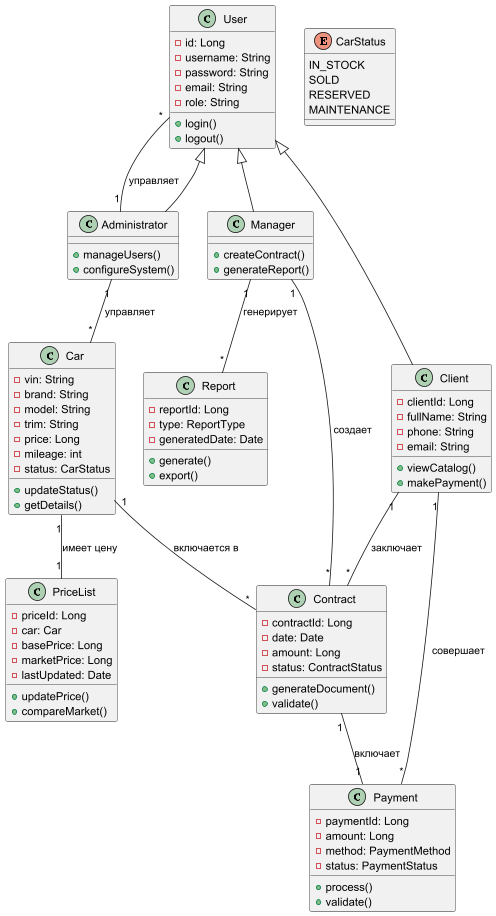 C User
id: Long
username: String
password: String
email: String
role: String
login()
logout()
E CarStatus
IN_STOCK
SOLD
RESERVED
MAINTENANCE
*
управляет
1
C Administrator
manageUsers()
configureSystem()
C Manager
createContract()
generateReport()
1
управляет
*
1
генерирует
*
1
создает
*
C Car
vin: String
brand: String
model: String
trim: String
price: Long
mileage: int
status: CarStatus
updateStatus()
getDetails()
C Report
reportId: Long
type: ReportType
generatedDate: Date
generate()
export()
C Client
clientId: Long
fullName: String
phone: String
email: String
viewCatalog()
makePayment()
1
имеет цену
1
1
включается в
*
1
заключает
*
1
совершает
*
C PriceList
priceId: Long
car: Car
basePrice: Long
marketPrice: Long
lastUpdated: Date
updatePrice()
compareMarket()
C Contract
contractId: Long
date: Date
amount: Long
status: ContractStatus
generateDocument()
validate()
1
включает
1
C Payment
paymentId: Long
amount: Long
method: PaymentMethod
status: PaymentStatus
process()
validate()